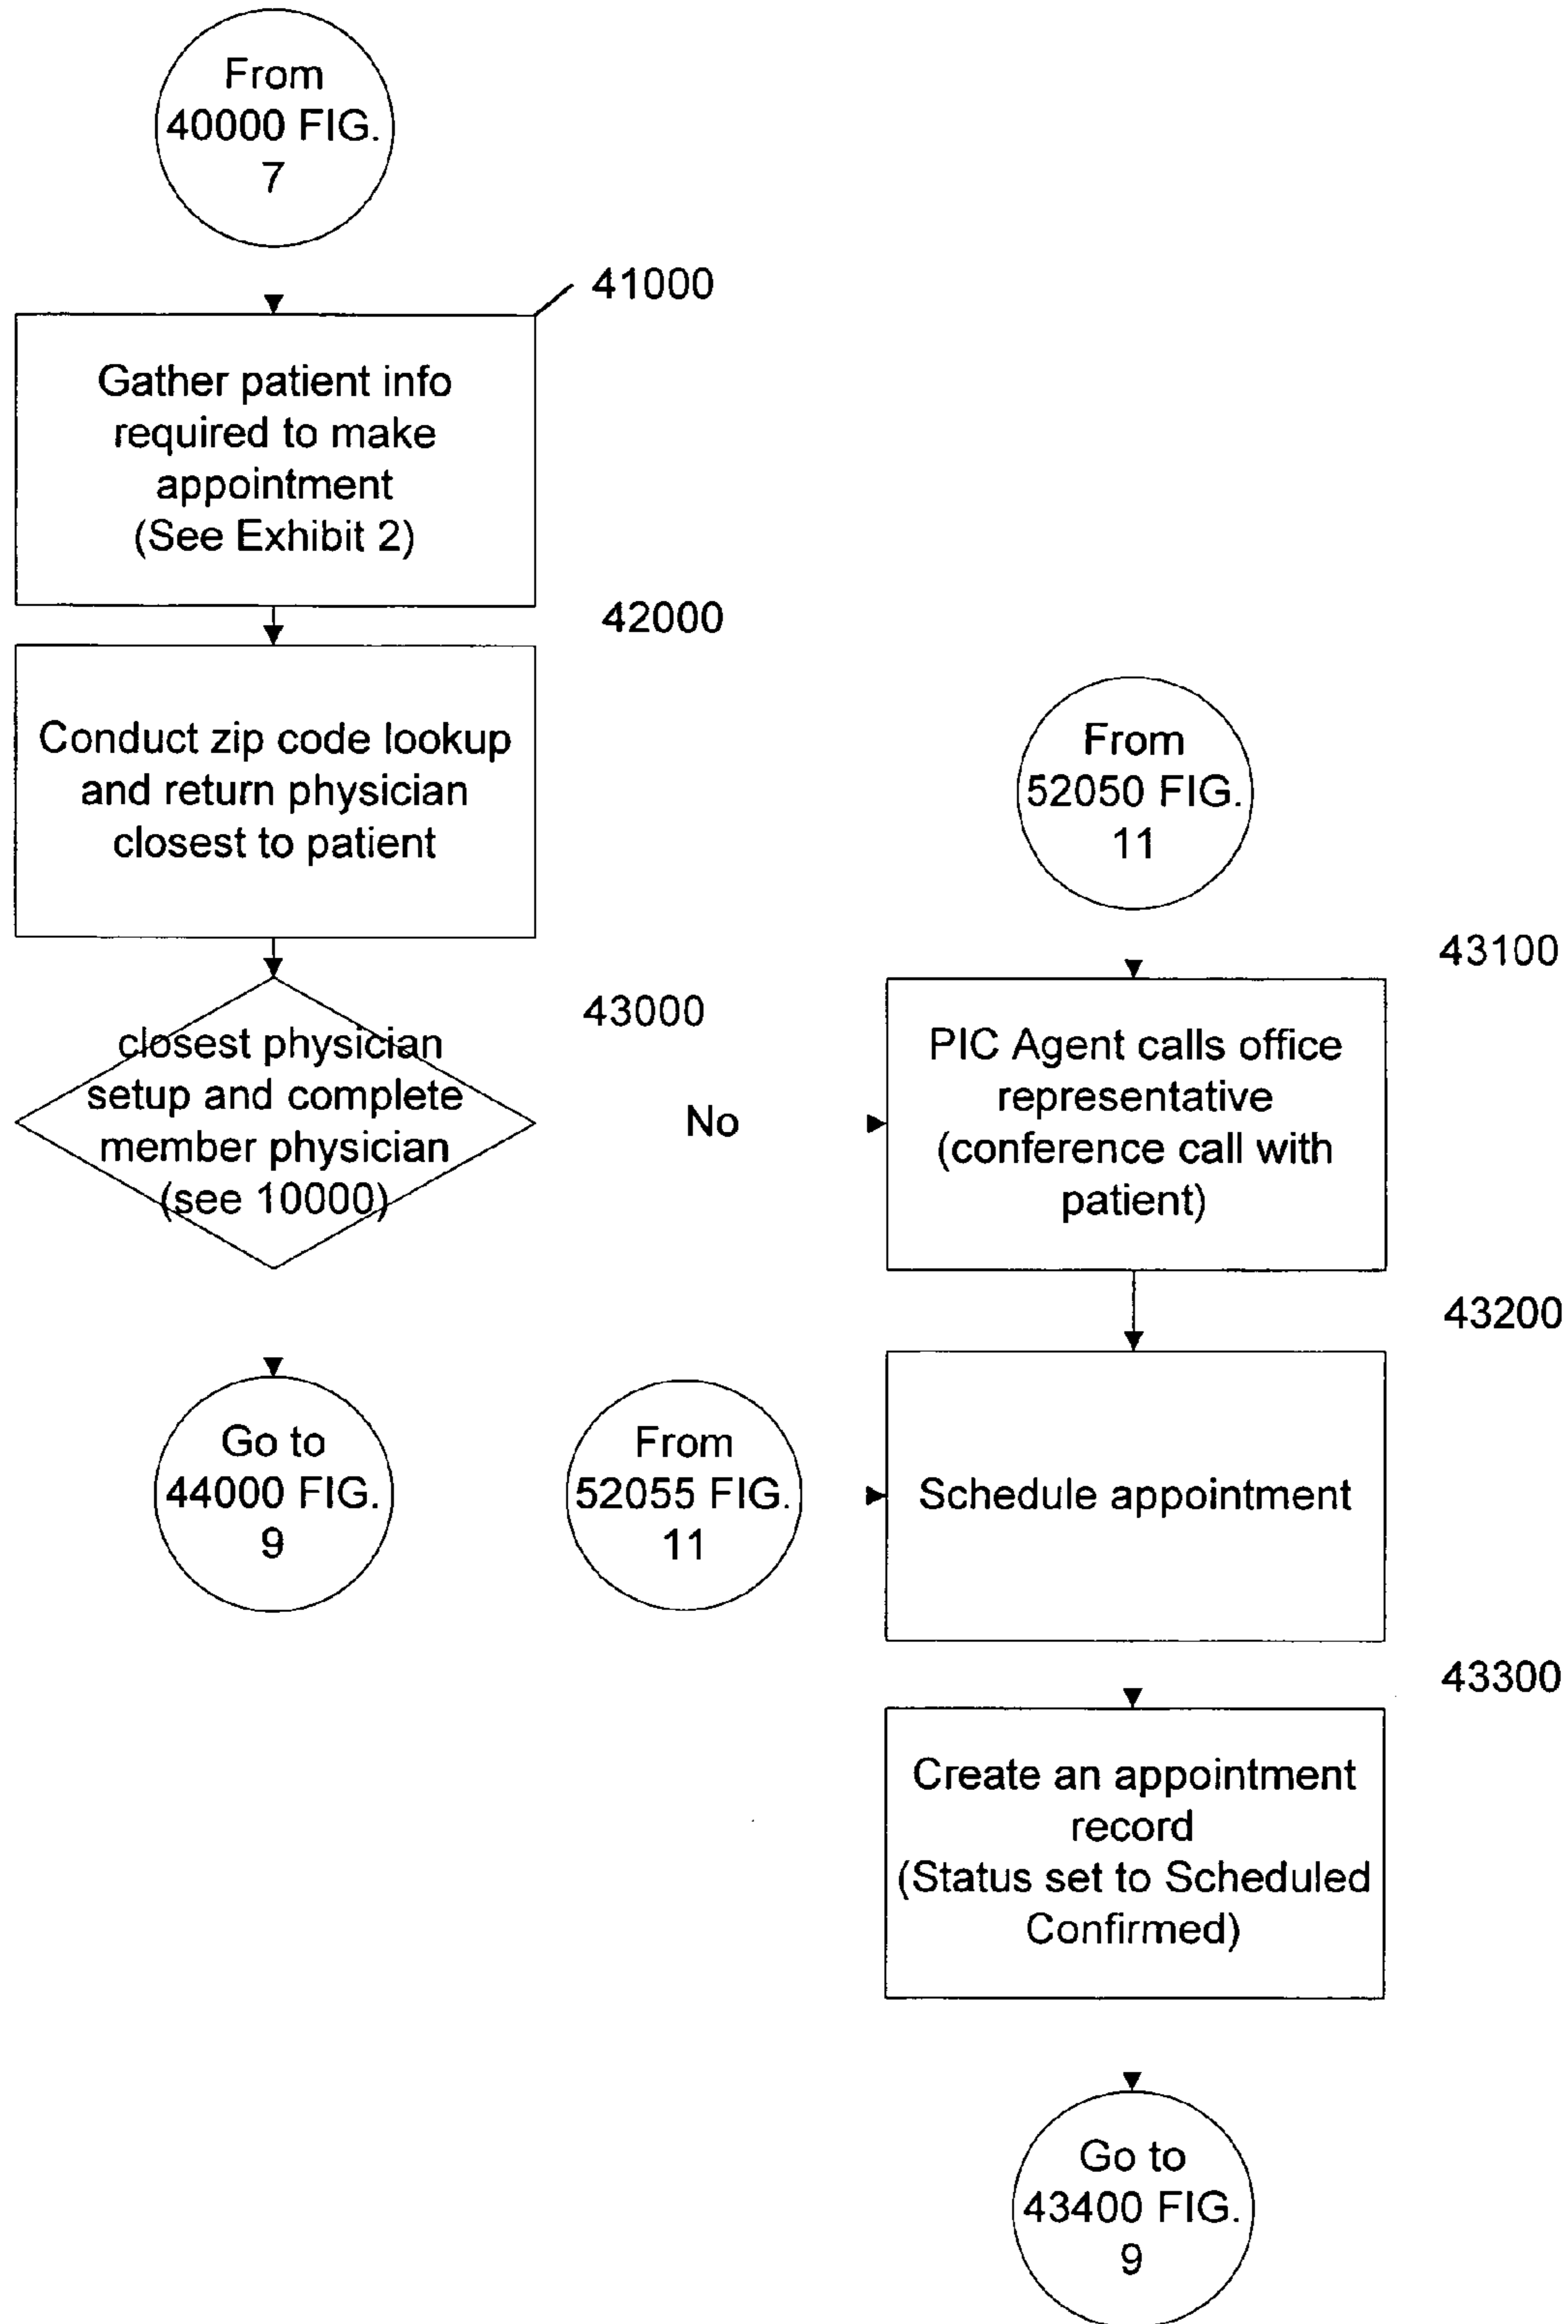 From
40000 FIG.
7
41000
Gather patient info
required to make
appointment
(See Exhibit 2)
42000
Conduct zip code lookup
and return physician
closest to patient
43000
closest physician
setup and complete
member physician
(see 10000)
No
Go to
44000 FIG.
9
From
52050 FIG.
11
43100
PIC Agent calls office
representative
(conference call with
patient)
43200
From
52055 FIG.
11
Schedule appointment
43300
Create an appointment
record
(Status set to Scheduled
Confirmed)
Go to
43400 FIG.
9